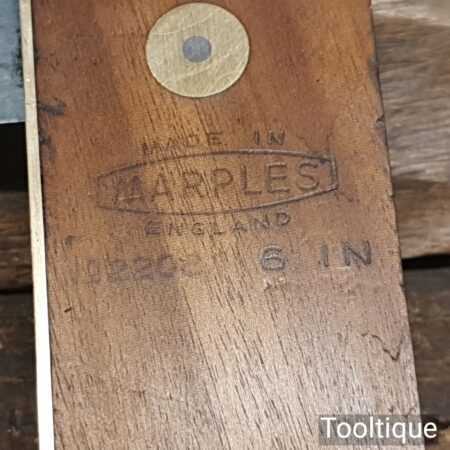 MADE IN
MARPLES
ENGLAND
6 IN
Tooltique